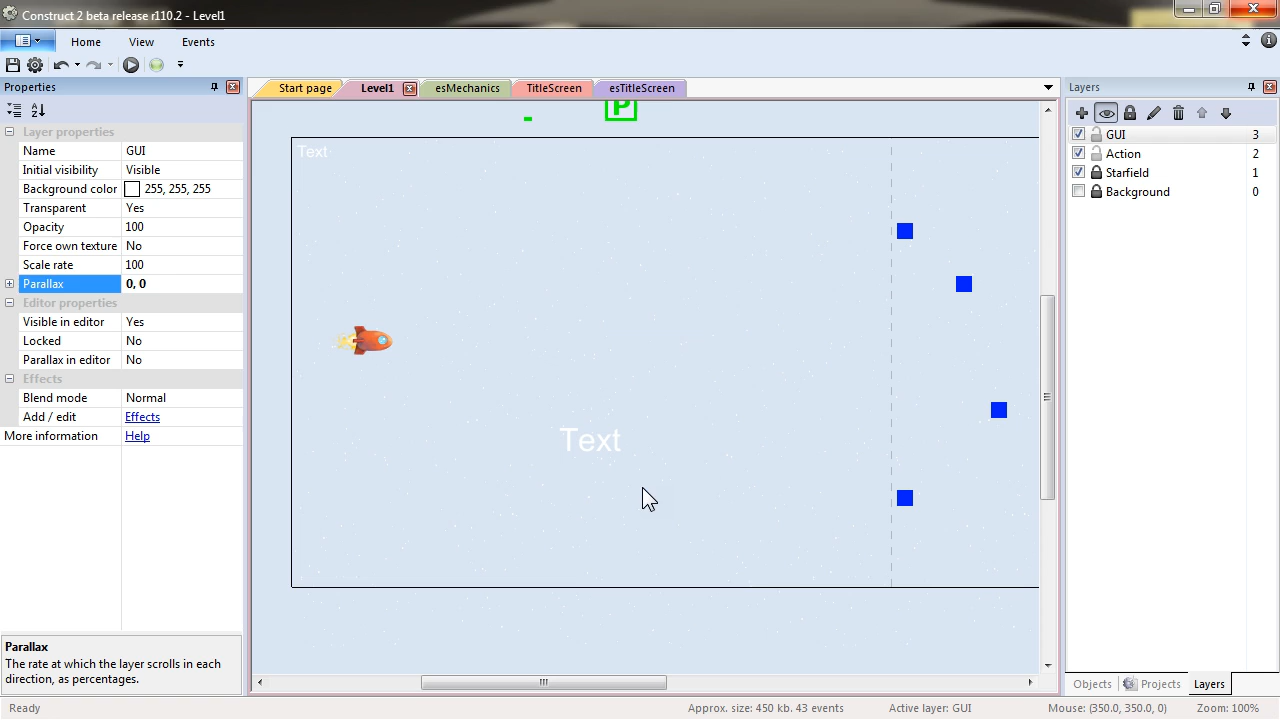 Construct 2 beta release r110.2 - Level1
Home View Events
Properties
Start page Level1 esMechanics TitleScreen esTitleScreen
Layers
Layer properties
Name GUI
Initial visibility Visible
Background color 255, 255, 255
Transparent Yes
Opacity 100
Force own texture No
Scale rate 100
Parallax 0, 0
Editor properties
Visible in editor Yes
Locked No
Parallax in editor No
Effects
Blend mode Normal
Add / edit Effects
More information Help
P
Text
Text
GUI 3
Action 2
Starfield 1
Background 0
Parallax
The rate at which the layer scrolls in each
direction, as percentages.
Objects Projects Layers
Ready Approx. size: 450 kb. 43 events Active layer: GUI Mouse: (350.0, 350.0, 0) Zoom: 100%